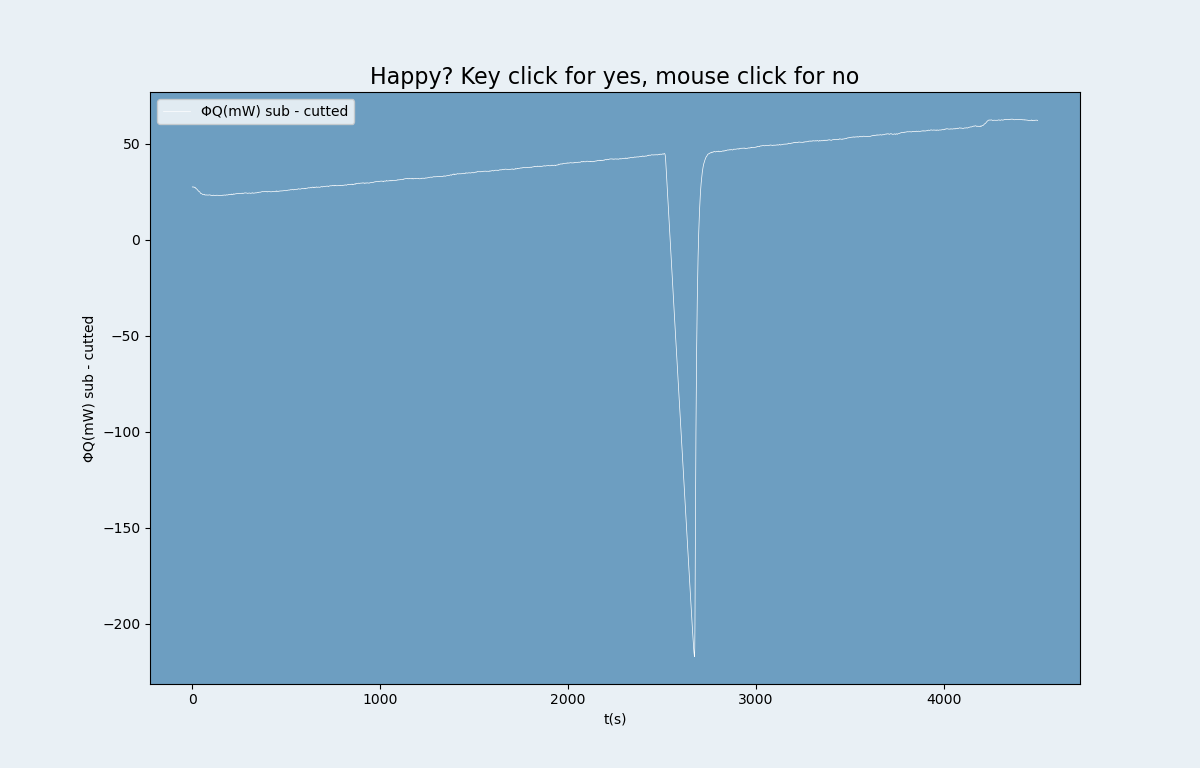 Happy? Key click for yes, mouse click for no
ΦQ(mW) sub - cutted
50
0
−50
−100
−150
−200
ΦQ(mW) sub - cutted
0
1000
2000
3000
4000
t(s)